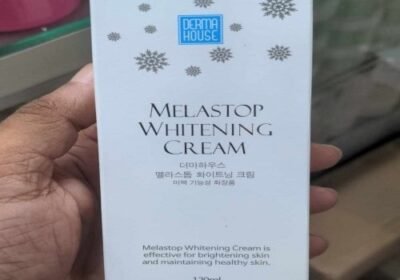 DERMA
HOUSE
MELASTOP
WHITENING
CREAM
더마하우스
멜라스톱 화이트닝 크림
미백 기능성 화장품
Melastop Whitening Cream is
effective for brightening skin
and maintaining healthy skin.
120ml